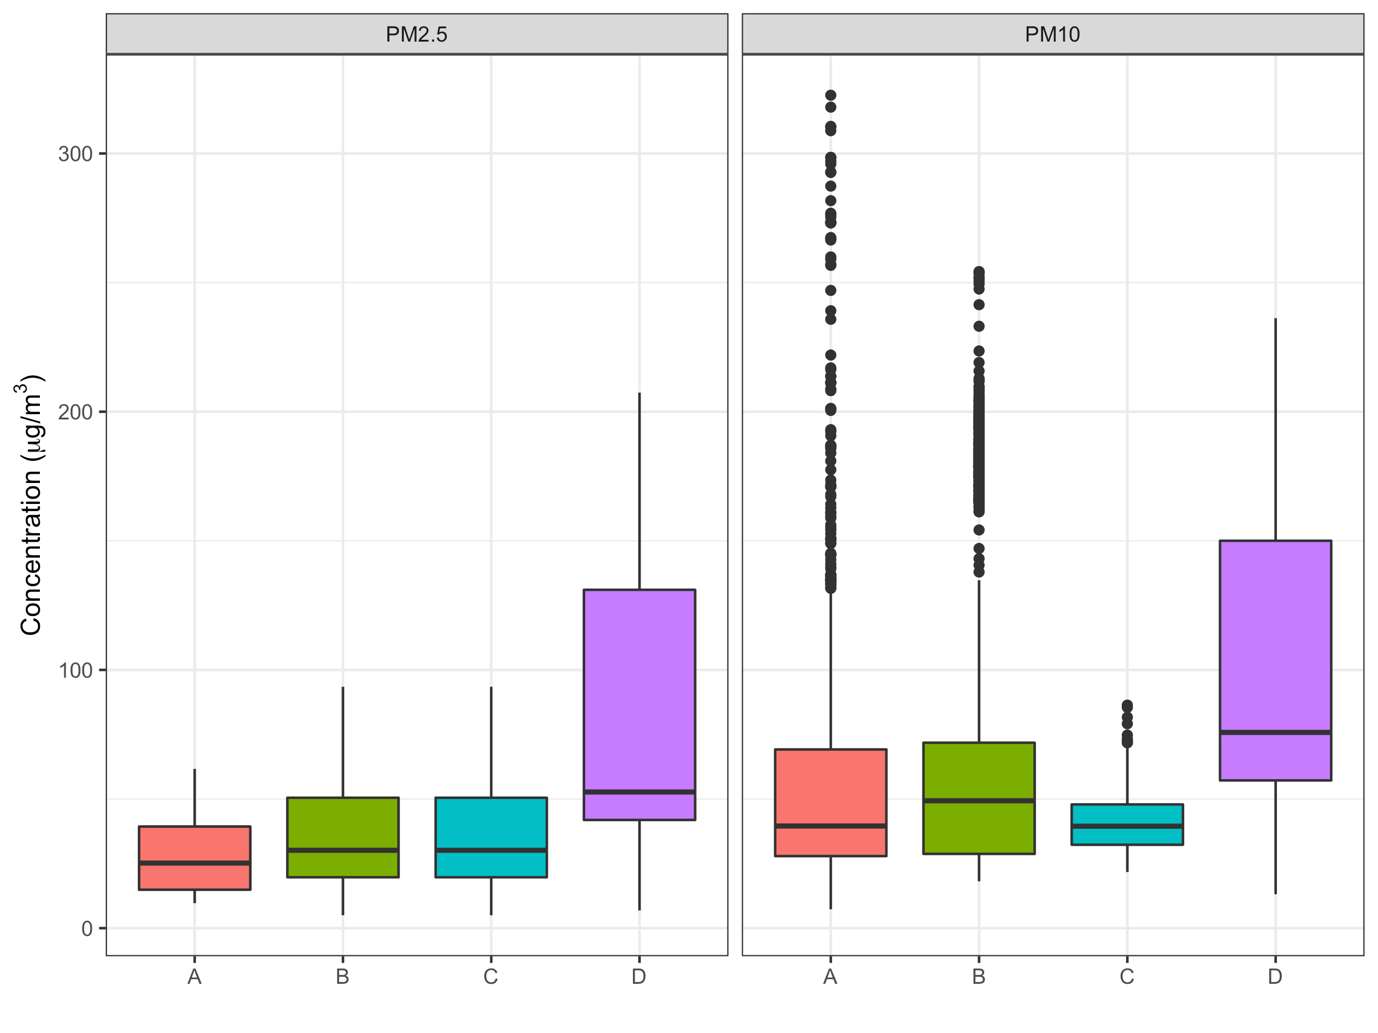 PM2.5
PM10
Concentration (μg/m³)
300
200
100
0
A B C D
A B C D